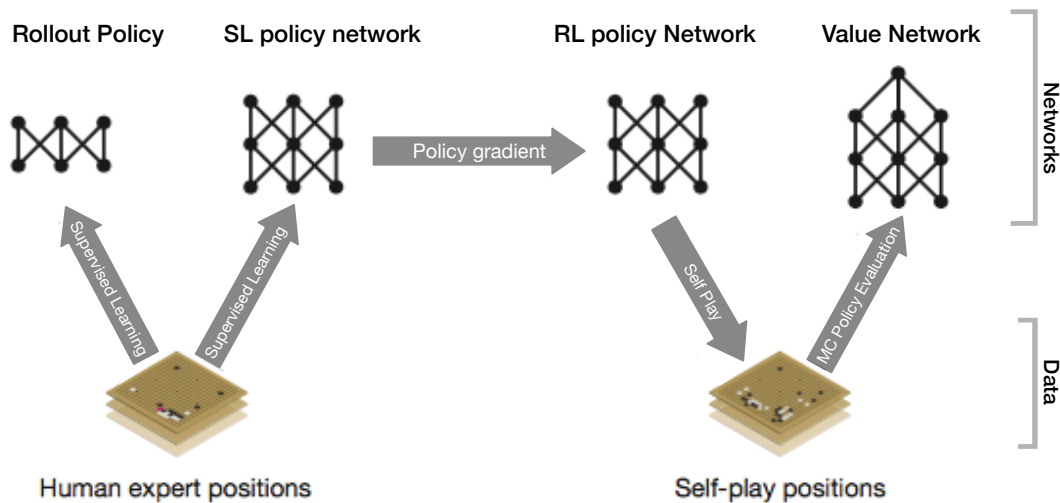 Rollout Policy
SL policy network
RL policy Network
Value Network
Networks
Policy gradient
Supervised Learning
Supervised Learning
Self Play
MC Policy Evaluation
Data
Human expert positions
Self-play positions